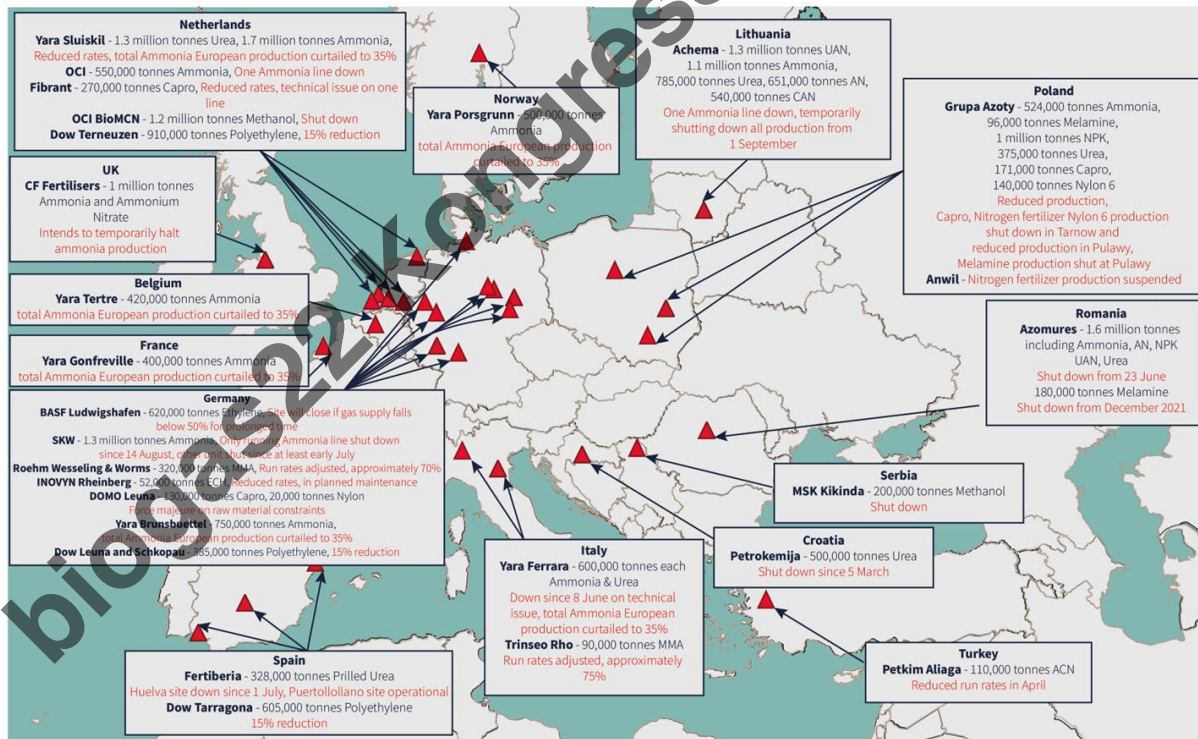 Netherlands
Yara Sluiskil - 1.3 million tonnes Urea, 1.7 million tonnes Ammonia,
Reduced rates, total Ammonia European production curtailed to 35%
OCI - 550,000 tonnes Ammonia, One Ammonia line down
Fibrant - 270,000 tonnes Capro, Reduced rates, technical issue on one
line
OCI BioMCN - 1.2 million tonnes Methanol, Shut down
Dow Terneuzen - 910,000 tonnes Polyethylene, 15% reduction
UK
CF Fertilisers - 1 million tonnes
Ammonia and Ammonium
Nitrate
Intends to temporarily halt
ammonia production
Belgium
Yara Tertre - 420,000 tonnes Ammonia
total Ammonia European production curtailed to 35%
France
Yara Gonfreville - 400,000 tonnes Ammonia
total Ammonia European production curtailed to 35%
Germany
BASF Ludwigshafen - 620,000 tonnes Ethylene, Site will close if gas supply falls
below 50% for prolonged time
SKW - 1.3 million tonnes Ammonia, Only running Ammonia line shut down
since 14 August, other unit shut since at least early July
Roehm Wesseling & Worms - 320,000 tonnes MMA, Run rates adjusted, approximately 70%
INOVYN Rheinberg - 52,000 tonnes ECH, Reduced rates, in planned maintenance
DOMO Leuna - 130,000 tonnes Capro, 20,000 tonnes Nylon
Force majeure on raw material constraints
Yara Brunsbuettel - 750,000 tonnes Ammonia,
total Ammonia European production curtailed to 35%
Dow Leuna and Schkopau - 385,000 tonnes Polyethylene, 15% reduction
Norway
Yara Porsgrunn - 500,000 tonnes
Ammonia
total Ammonia European production
curtailed to 35%
Lithuania
Achema - 1.3 million tonnes UAN,
1.1 million tonnes Ammonia,
785,000 tonnes Urea, 651,000 tonnes AN,
540,000 tonnes CAN
One Ammonia line down, temporarily
shutting down all production from
1 September
Poland
Grupa Azoty - 524,000 tonnes Ammonia,
96,000 tonnes Melamine,
1 million tonnes NPK,
375,000 tonnes Urea,
171,000 tonnes Capro,
140,000 tonnes Nylon 6
Reduced production,
Capro, Nitrogen fertilizer Nylon 6 production
shut down in Tarnow and
reduced production in Pulawy,
Melamine production shut at Pulawy
Anwil - Nitrogen fertilizer production suspended
Romania
Azomures - 1.6 million tonnes
including Ammonia, AN, NPK
UAN, Urea
Shut down from 23 June
180,000 tonnes Melamine
Shut down from December 2021
Serbia
MSK Kikinda - 200,000 tonnes Methanol
Shut down
Croatia
Petrokemija - 500,000 tonnes Urea
Shut down since 5 March
Italy
Yara Ferrara - 600,000 tonnes each
Ammonia & Urea
Down since 8 June on technical
issue, total Ammonia European
production curtailed to 35%
Trinseo Rho - 90,000 tonnes MMA
Run rates adjusted, approximately
75%
Turkey
Petkim Aliaga - 110,000 tonnes ACN
Reduced run rates in April
Spain
Fertiberia - 328,000 tonnes Prilled Urea
Huelva site down since 1 July, Puertollolano site operational
Dow Tarragona - 605,000 tonnes Polyethylene
15% reduction
biogas22 Kongres